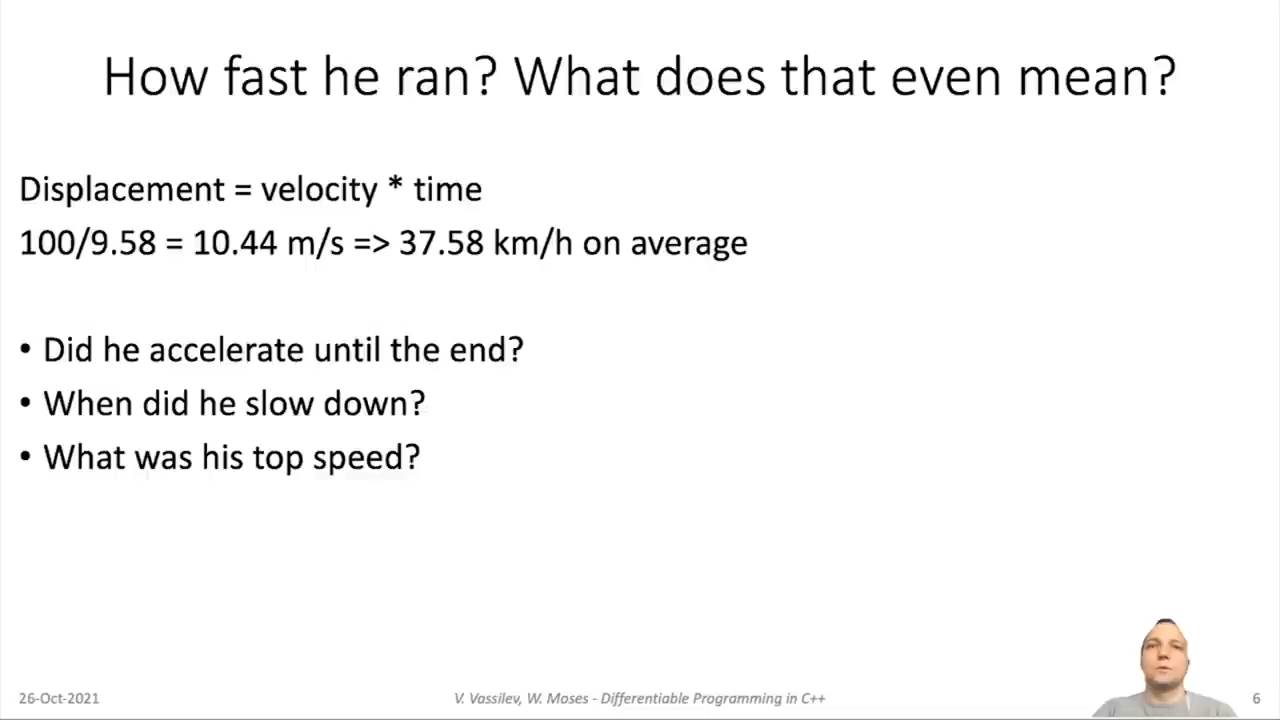 How fast he ran? What does that even mean?
Displacement = velocity * time
100/9.58 = 10.44 m/s => 37.58 km/h on average
• Did he accelerate until the end?
• When did he slow down?
• What was his top speed?
26-Oct-2021
V. Vassilev, W. Moses - Differentiable Programming in C++
6